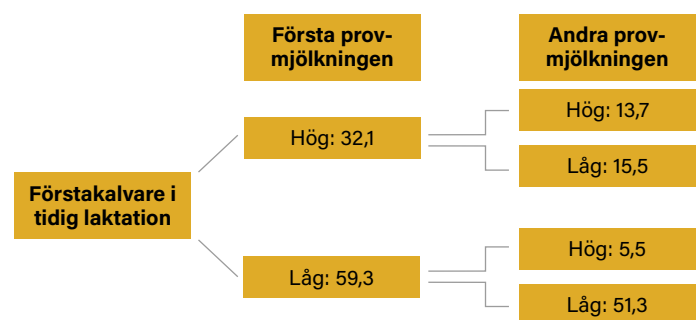 Första prov-
mjölkningen
Andra prov-
mjölkningen
Hög: 13,7
Hög: 32,1
Låg: 15,5
Förstakalvare i
tidig laktation
Hög: 5,5
Låg: 59,3
Låg: 51,3